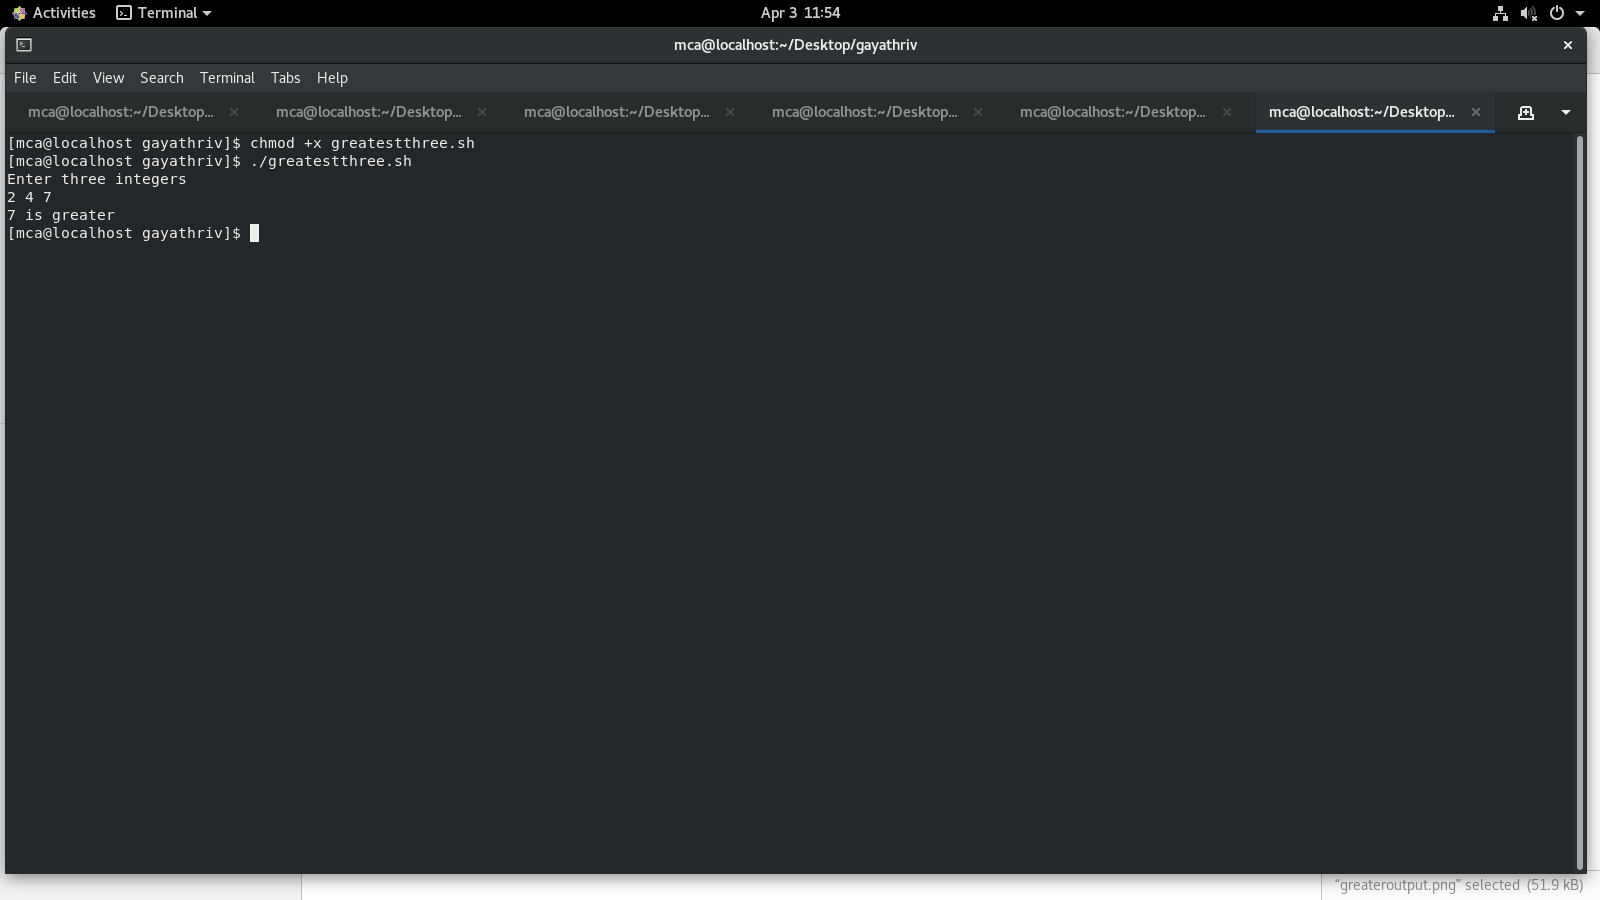 Activities Terminal Apr 3 11:54
mca@localhost:~/Desktop/gayathriv
File Edit View Search Terminal Tabs Help
mca@localhost:~/Desktop... mca@localhost:~/Desktop... mca@localhost:~/Desktop... mca@localhost:~/Desktop... mca@localhost:~/Desktop... mca@localhost:~/Desktop...
[mca@localhost gayathriv]$ chmod +x greatestthree.sh
[mca@localhost gayathriv]$ ./greatestthree.sh
Enter three integers
2 4 7
7 is greater
[mca@localhost gayathriv]$
“greateroutput.png” selected (51.9 kB)